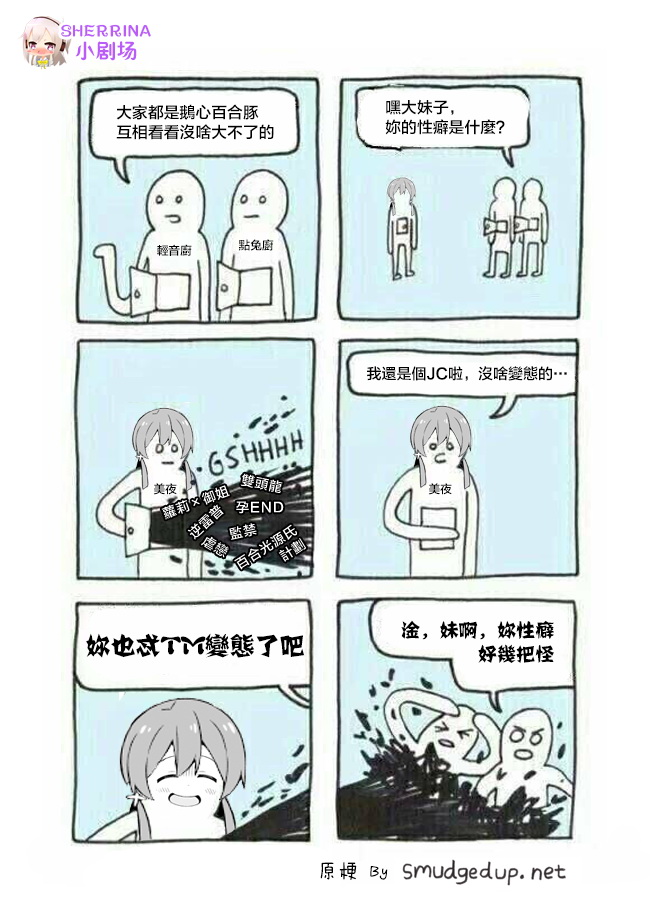 SHERRINA
小剧场
大家都是鵝心百合豚
互相看看沒啥大不了的
輕音廚
點兔廚
嘿大妹子,
妳的性癖是什麼?
我還是個JC啦, 沒啥變態的…
美夜
GSHHHH
美夜
蘿莉×御姐
雙頭龍
逆雷普
孕END
監禁
虐戀
百合光源氏
計劃
妳也忒TM變態了吧
淦, 妹啊, 妳性癖
好幾把怪
原梗 By smudgedup.net